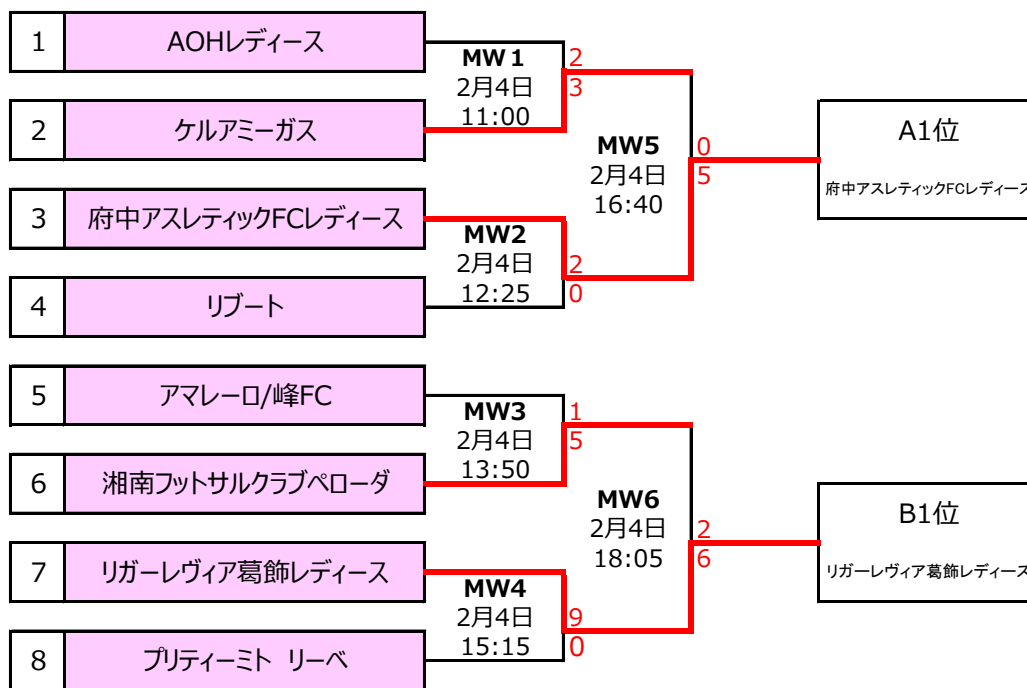 1 AOHレディース
MW1 2
2月4日 3
11:00
2 ケルアミーガス
MW5 0
2月4日 5
16:40
A1位
府中アスレティックFCレディース
3 府中アスレティックFCレディース
MW2
2月4日 2
12:25 0
4 リブート
5 アマレーロ/峰FC
MW3 1
2月4日 5
13:50
6 湘南フットサルクラブペローダ
MW6
2月4日 2
18:05 6
B1位
リガーレヴィア葛飾レディース
7 リガーレヴィア葛飾レディース
MW4
2月4日 9
15:15 0
8 プリティーミト リーベ